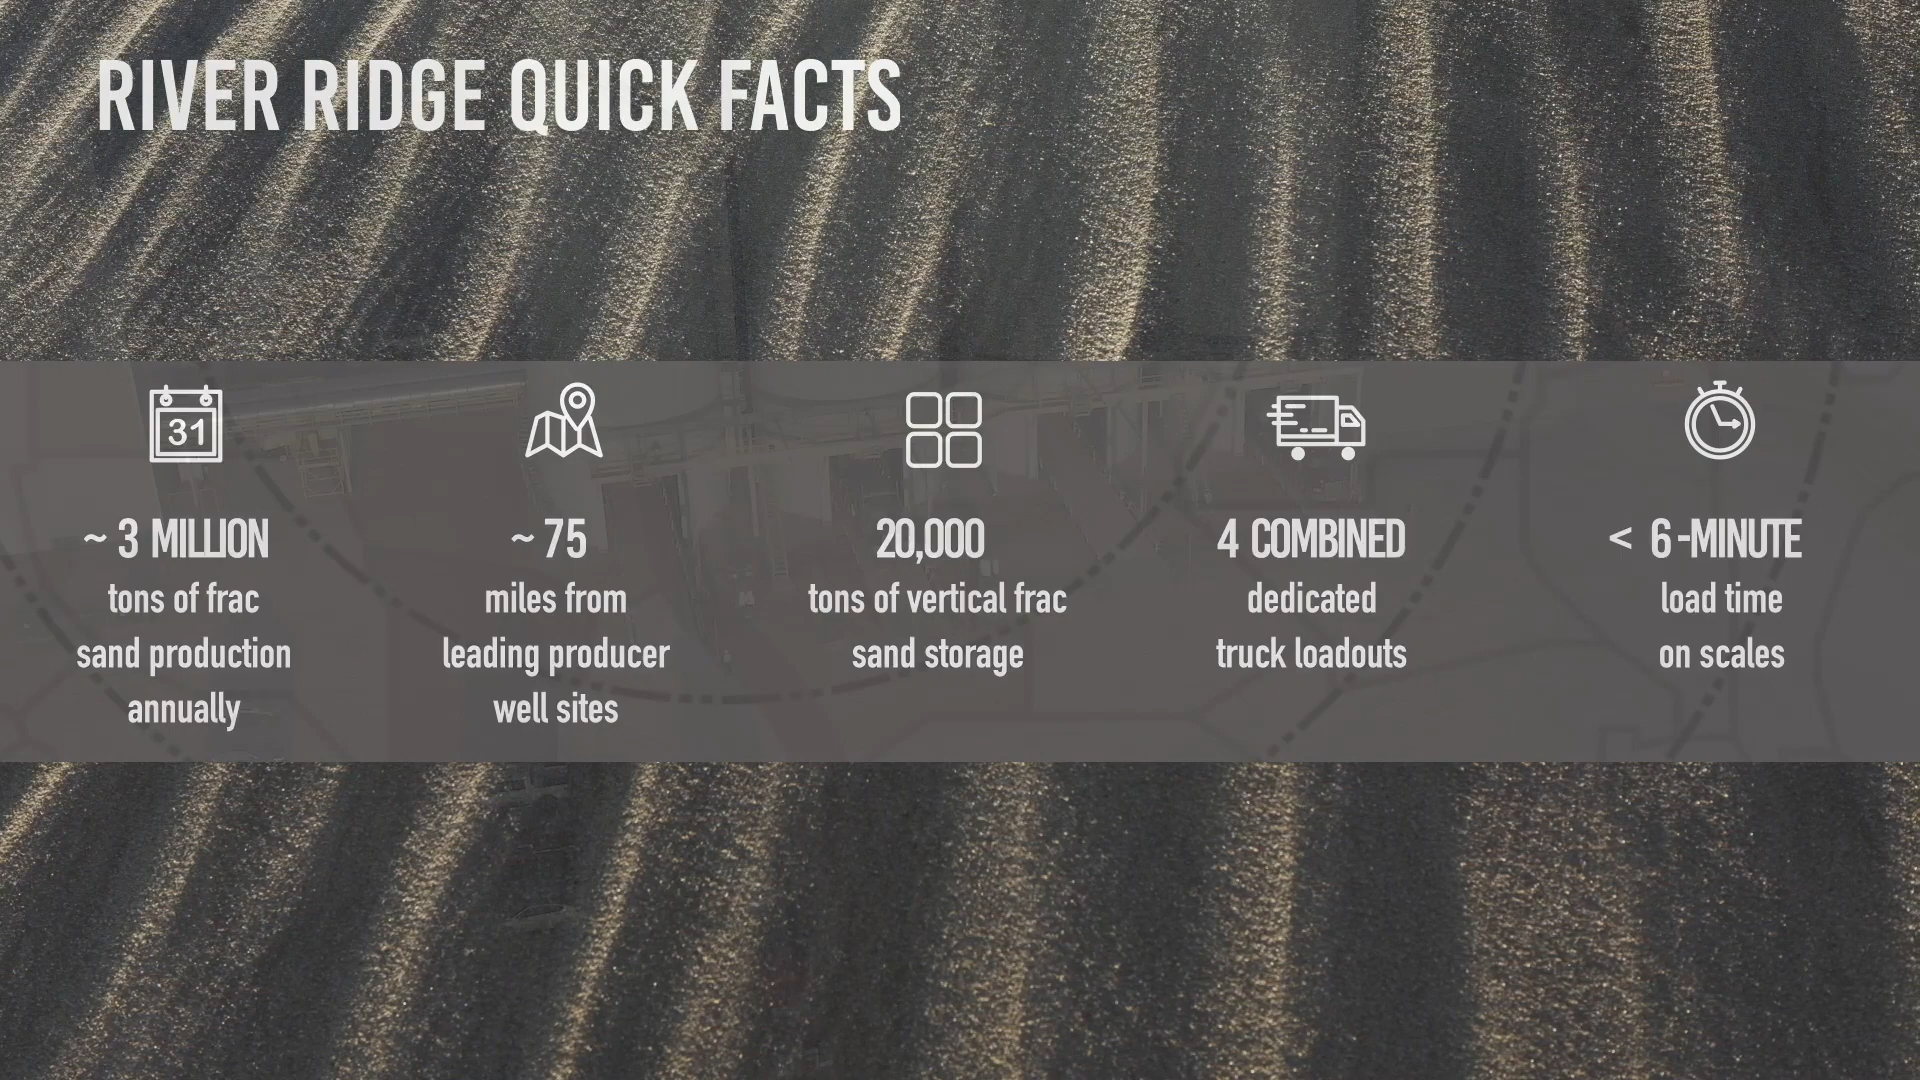 RIVER RIDGE QUICK FACTS
31
~ 3 MILLION
tons of frac
sand production
annually
~ 75
miles from
leading producer
well sites
20,000
tons of vertical frac
sand storage
4 COMBINED
dedicated
truck loadouts
< 6-MINUTE
load time
on scales